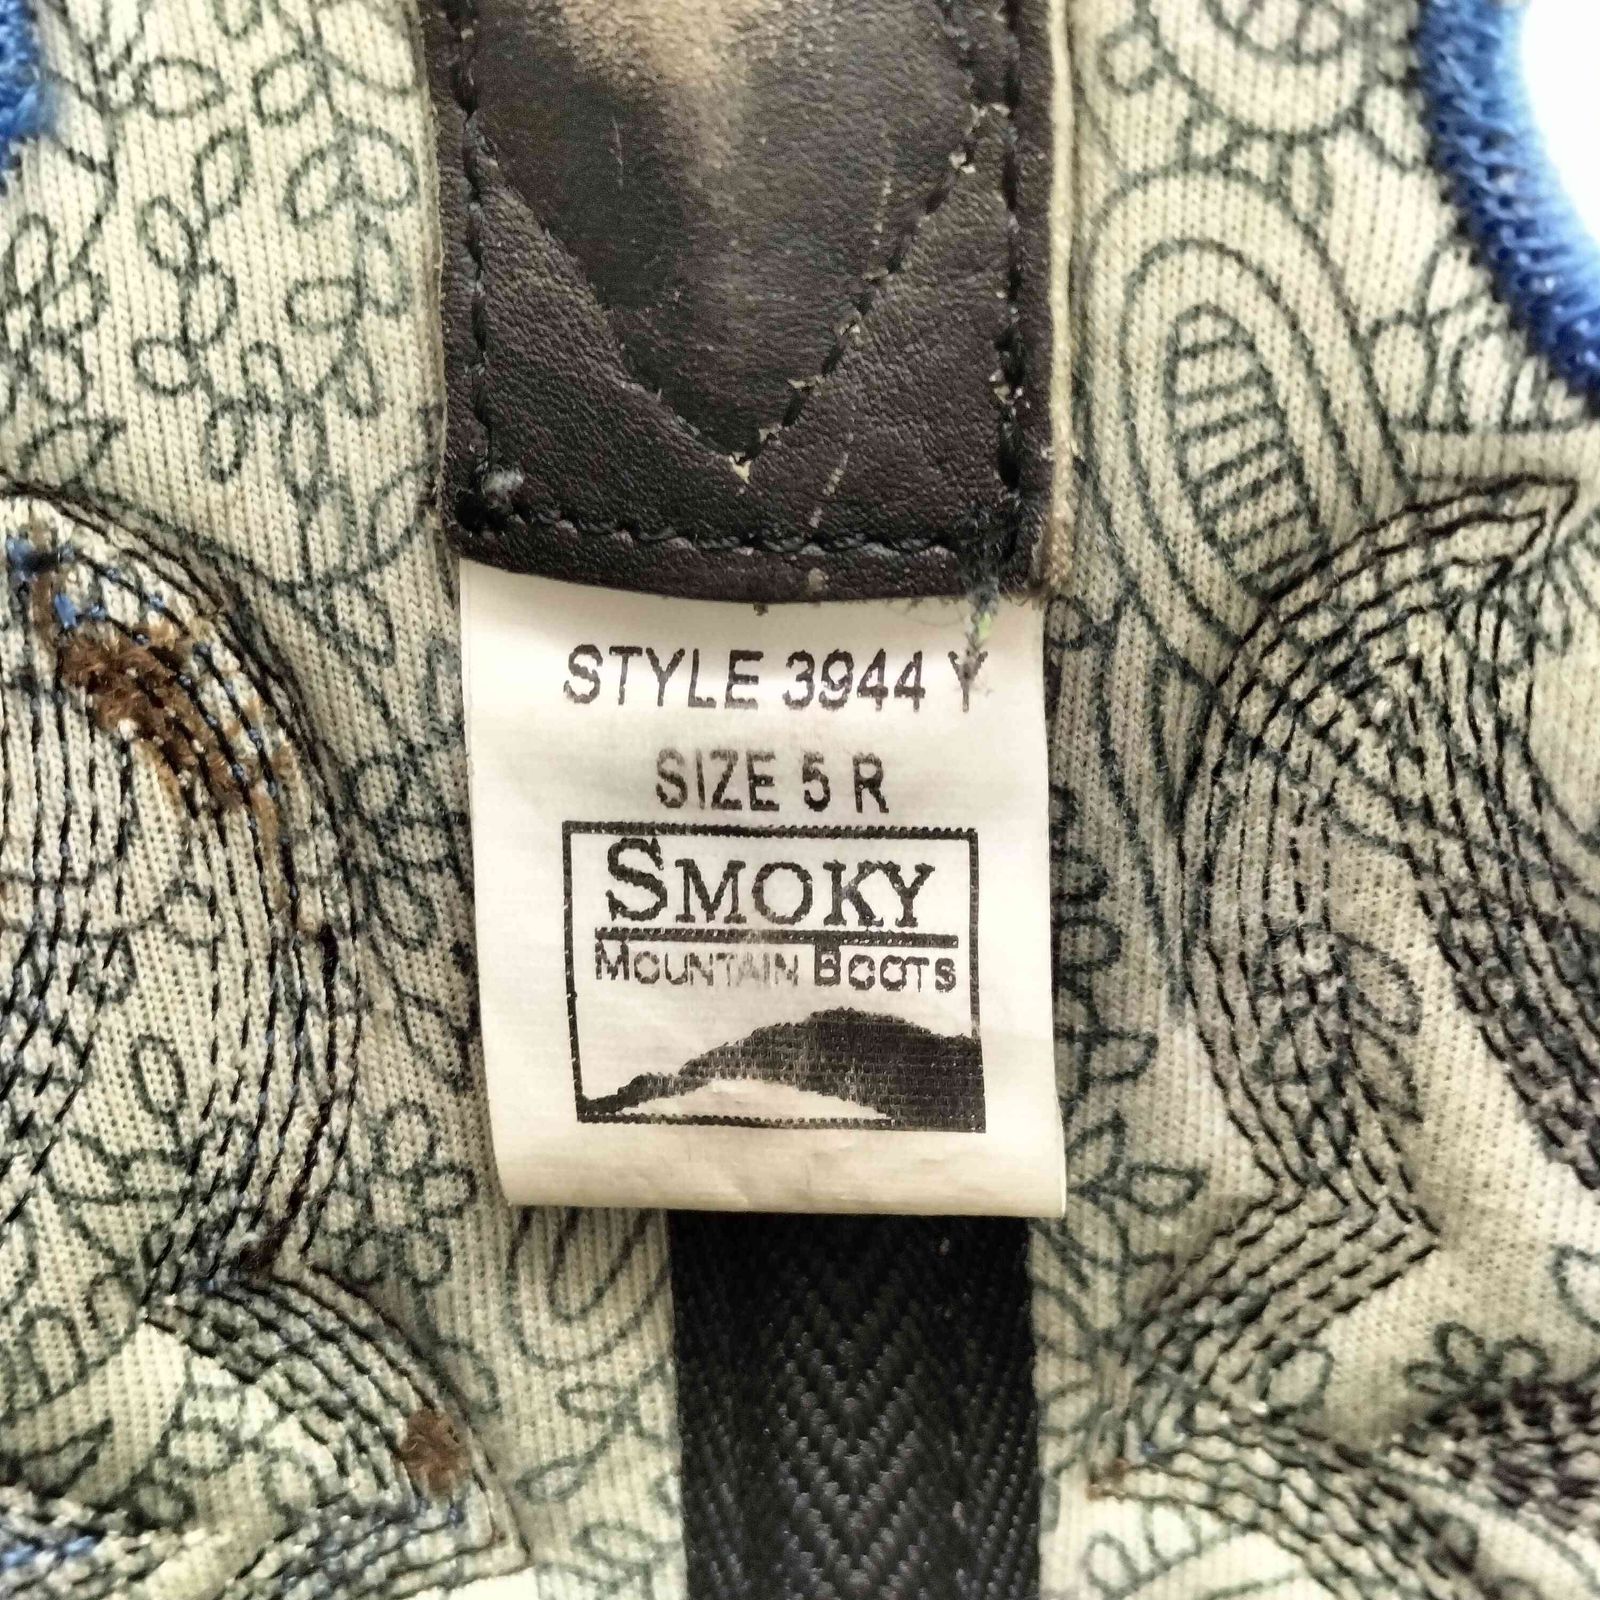 STYLE 3944 Y
SIZE 5 R
SMOKY
MOUNTAIN BOOTS